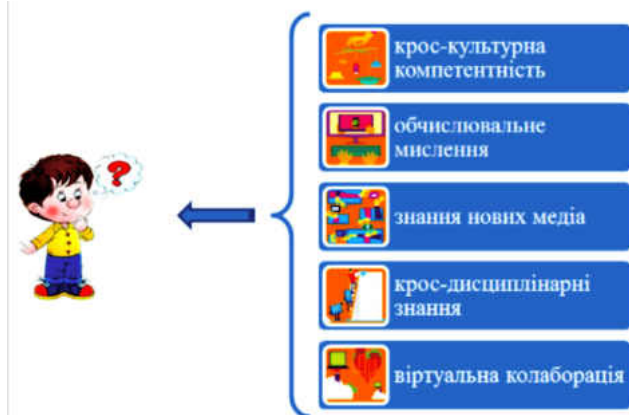 ?
крос-культурна
компетентність
обчислювальне
мислення
знання нових медіа
крос-дисциплінарні
знання
віртуальна колаборація